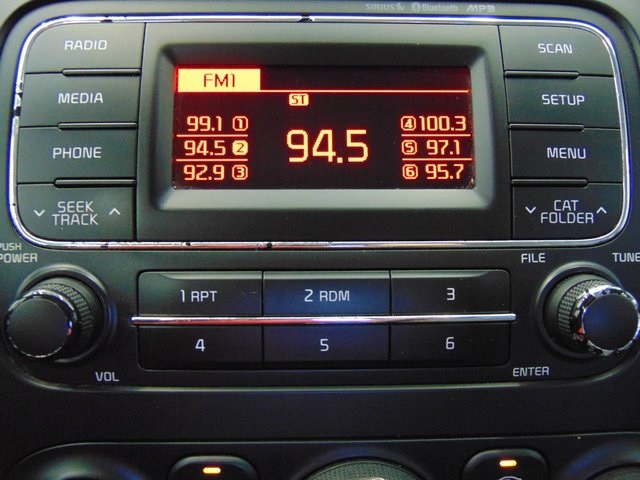 SIRIUS Bluetooth MP3
RADIO
MEDIA
PHONE
SEEK
TRACK
FM1
ST
99.1 1
94.5 2
92.9 3
94.5
4 100.3
5 97.1
6 95.7
SCAN
SETUP
MENU
CAT
FOLDER
PUSH
POWER
VOL
1 RPT
2 RDM
3
4
5
6
FILE
TUNE
ENTER